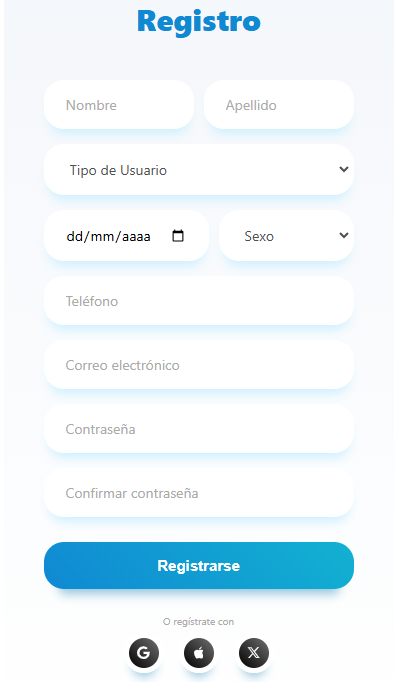 Registro
Nombre Apellido
Tipo de Usuario
dd/mm/aaaa Sexo
Teléfono
Correo electrónico
Contraseña
Confirmar contraseña
Registrarse
O regístrate con